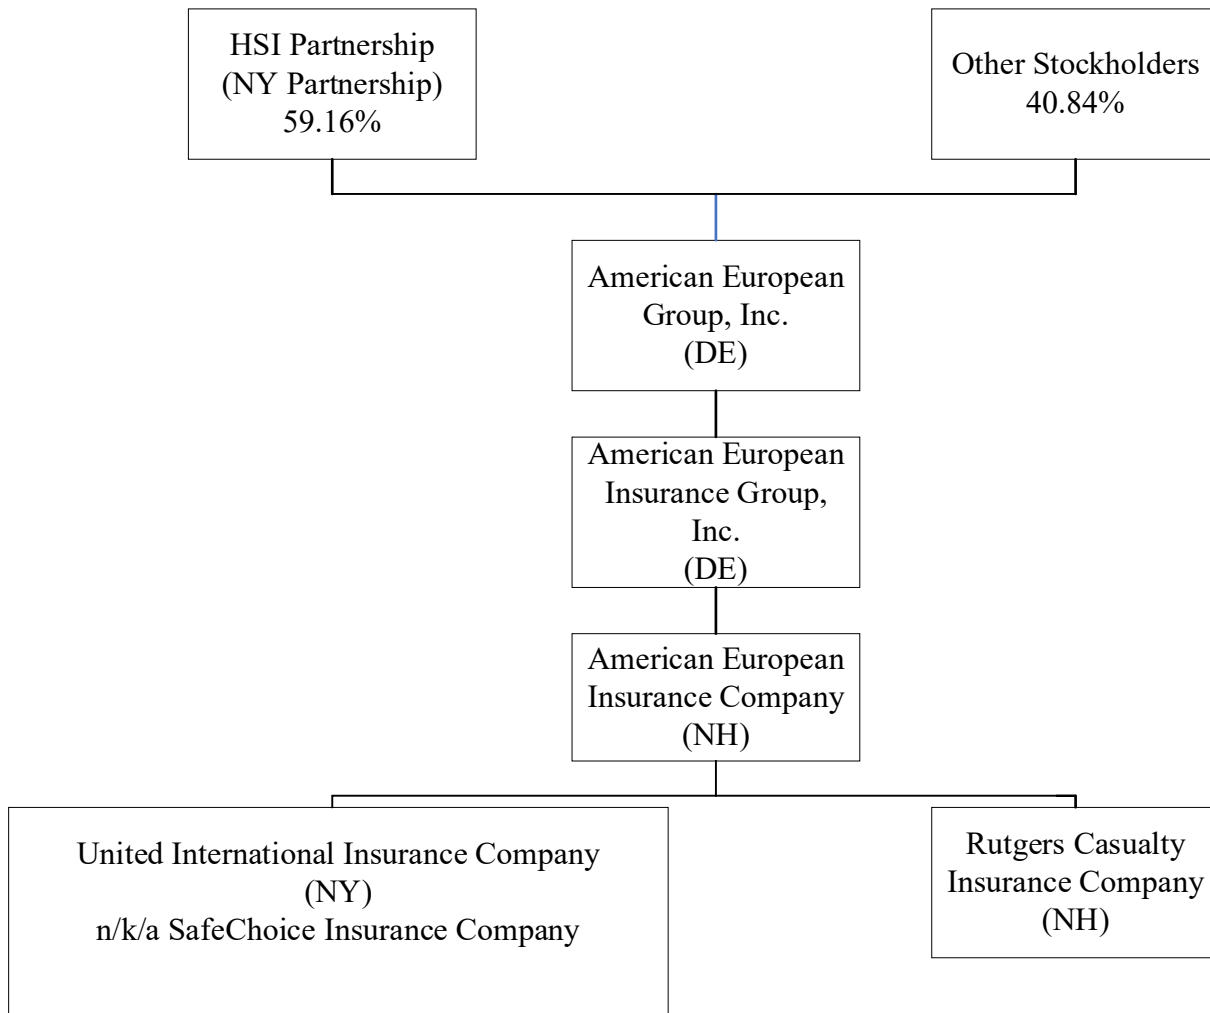 HSI Partnership
(NY Partnership)
59.16%
Other Stockholders
40.84%
American European
Group, Inc.
(DE)
American European
Insurance Group,
Inc.
(DE)
American European
Insurance Company
(NH)
United International Insurance Company
(NY)
n/k/a SafeChoice Insurance Company
Rutgers Casualty
Insurance Company
(NH)